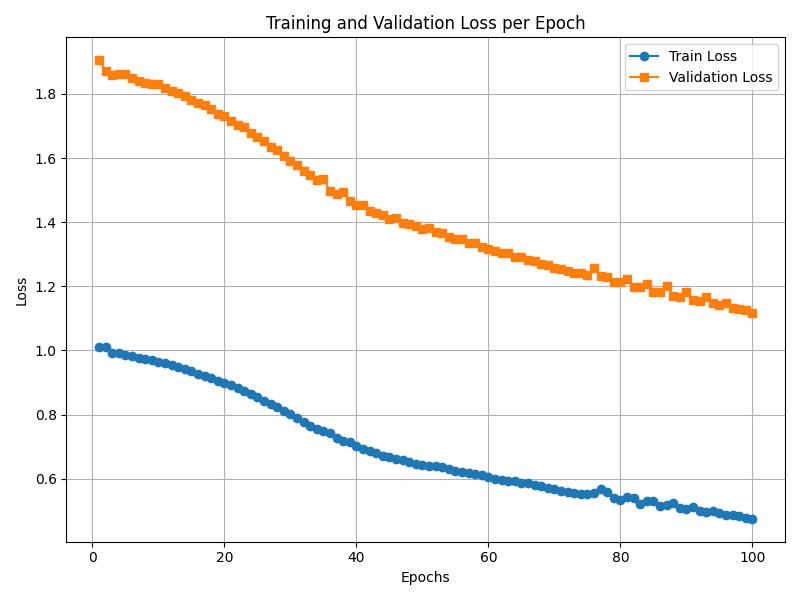 Training and Validation Loss per Epoch
Train Loss
Validation Loss
1.8
1.6
1.4
1.2
1.0
0.8
0.6
Loss
0 20 40 60 80 100
Epochs